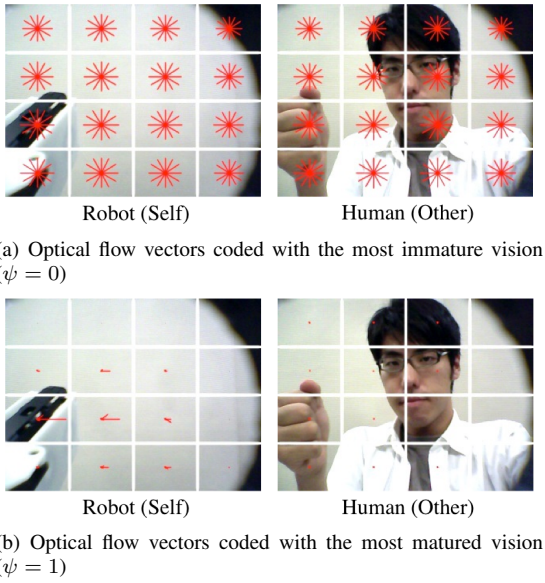 Robot (Self) Human (Other)
(a) Optical flow vectors coded with the most immature vision
(ψ = 0)
Robot (Self) Human (Other)
(b) Optical flow vectors coded with the most matured vision
(ψ = 1)